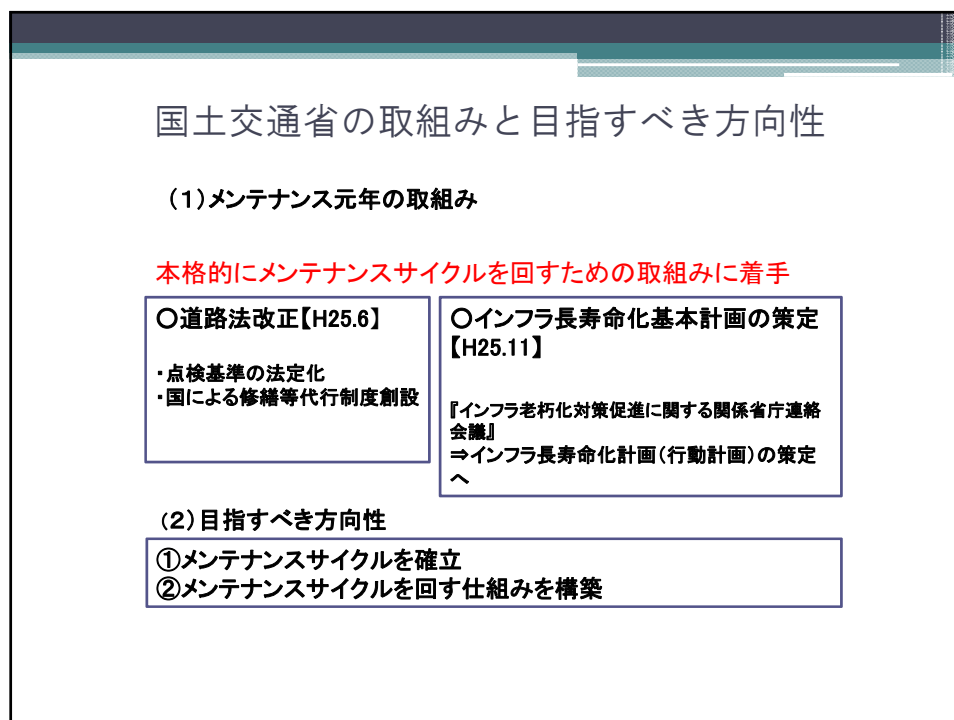 国土交通省の取組みと目指すべき方向性
（１）メンテナンス元年の取組み
本格的にメンテナンスサイクルを回すための取組みに着手
〇道路法改正【H25.6】
・点検基準の法定化
・国による修繕等代行制度創設
〇インフラ長寿命化基本計画の策定
【H25.11】
『インフラ老朽化対策促進に関する関係省庁連絡
会議』
⇒インフラ長寿命化計画（行動計画）の策定
へ
（２）目指すべき方向性
①メンテナンスサイクルを確立
②メンテナンスサイクルを回す仕組みを構築